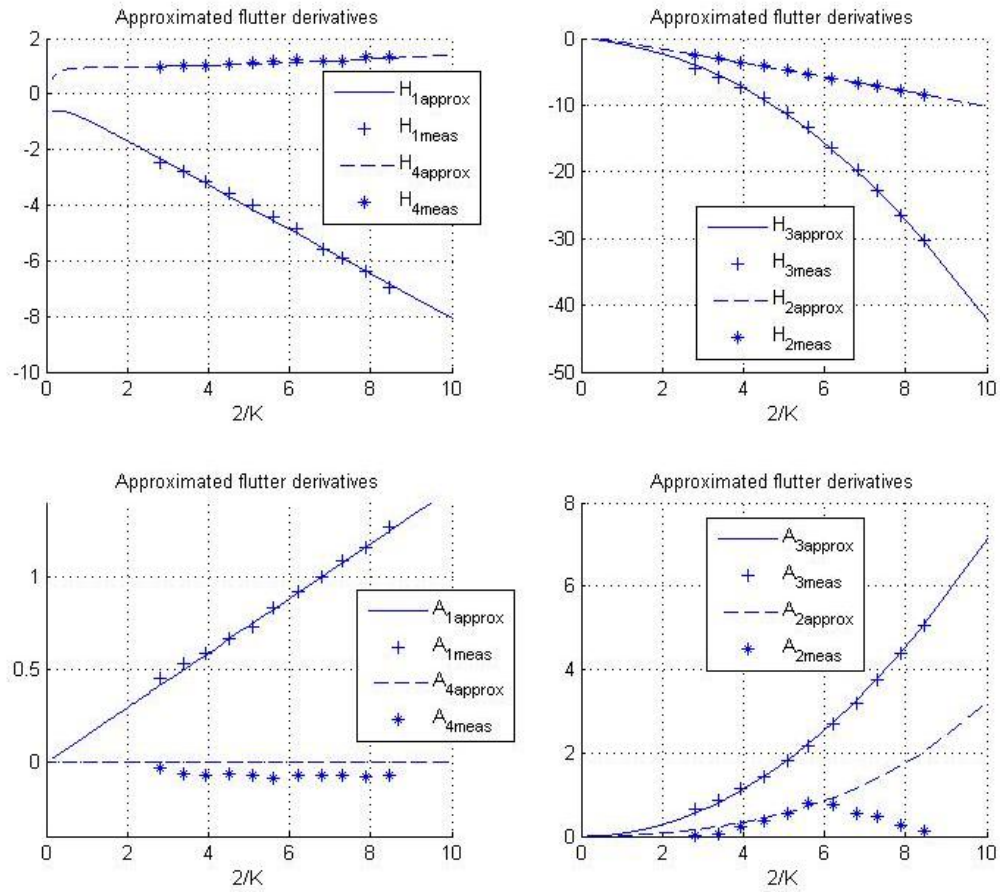 Approximated flutter derivatives
2
0
-2
-4
-6
-8
-10
0 2 4 6 8 10
2/K
H1approx
H1meas
H4approx
H4meas
Approximated flutter derivatives
0
-10
-20
-30
-40
-50
0 2 4 6 8 10
2/K
H3approx
H3meas
H2approx
H2meas
Approximated flutter derivatives
1
0.5
0
0 2 4 6 8 10
2/K
A1approx
A1meas
A4approx
A4meas
Approximated flutter derivatives
8
6
4
2
0
0 2 4 6 8 10
2/K
A3approx
A3meas
A2approx
A2meas